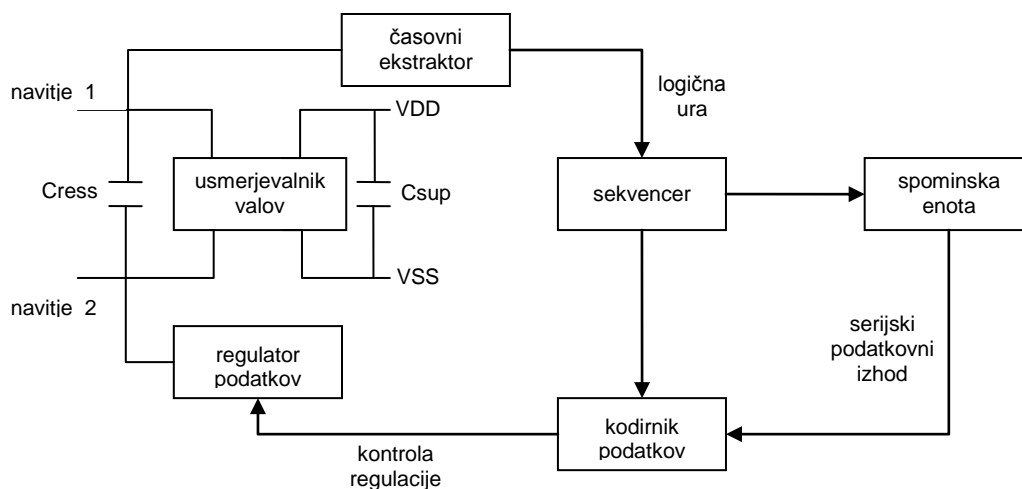 časovni
ekstraktor
navitje 1
logična
ura
VDD
Cress
usmerjevalnik
valov
Csup
sekvencer
spominska
enota
VSS
navitje 2
regulator
podatkov
serijski
podatkovni
izhod
kontrola
regulacije
kodirnik
podatkov